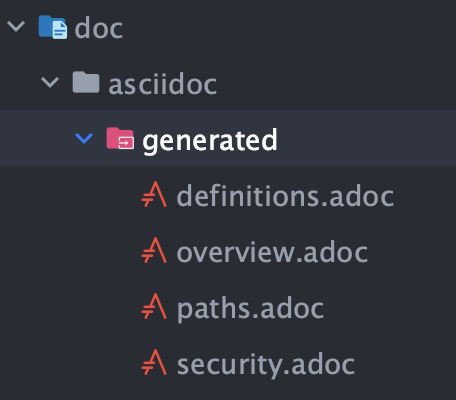 doc
asciidoc
generated
definitions.adoc
overview.adoc
paths.adoc
security.adoc